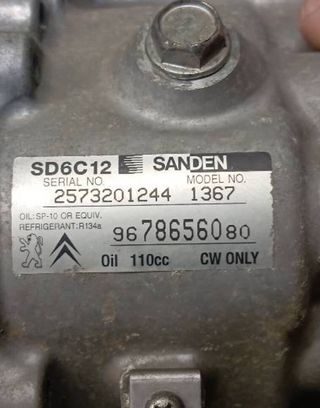 SD6C12 SANDEN
SERIAL NO. MODEL NO.
2573201244 1367
OIL: SP-10 OR EQUIV.
REFRIGERANT: R134a
9678656080
Oil 110cc CW ONLY